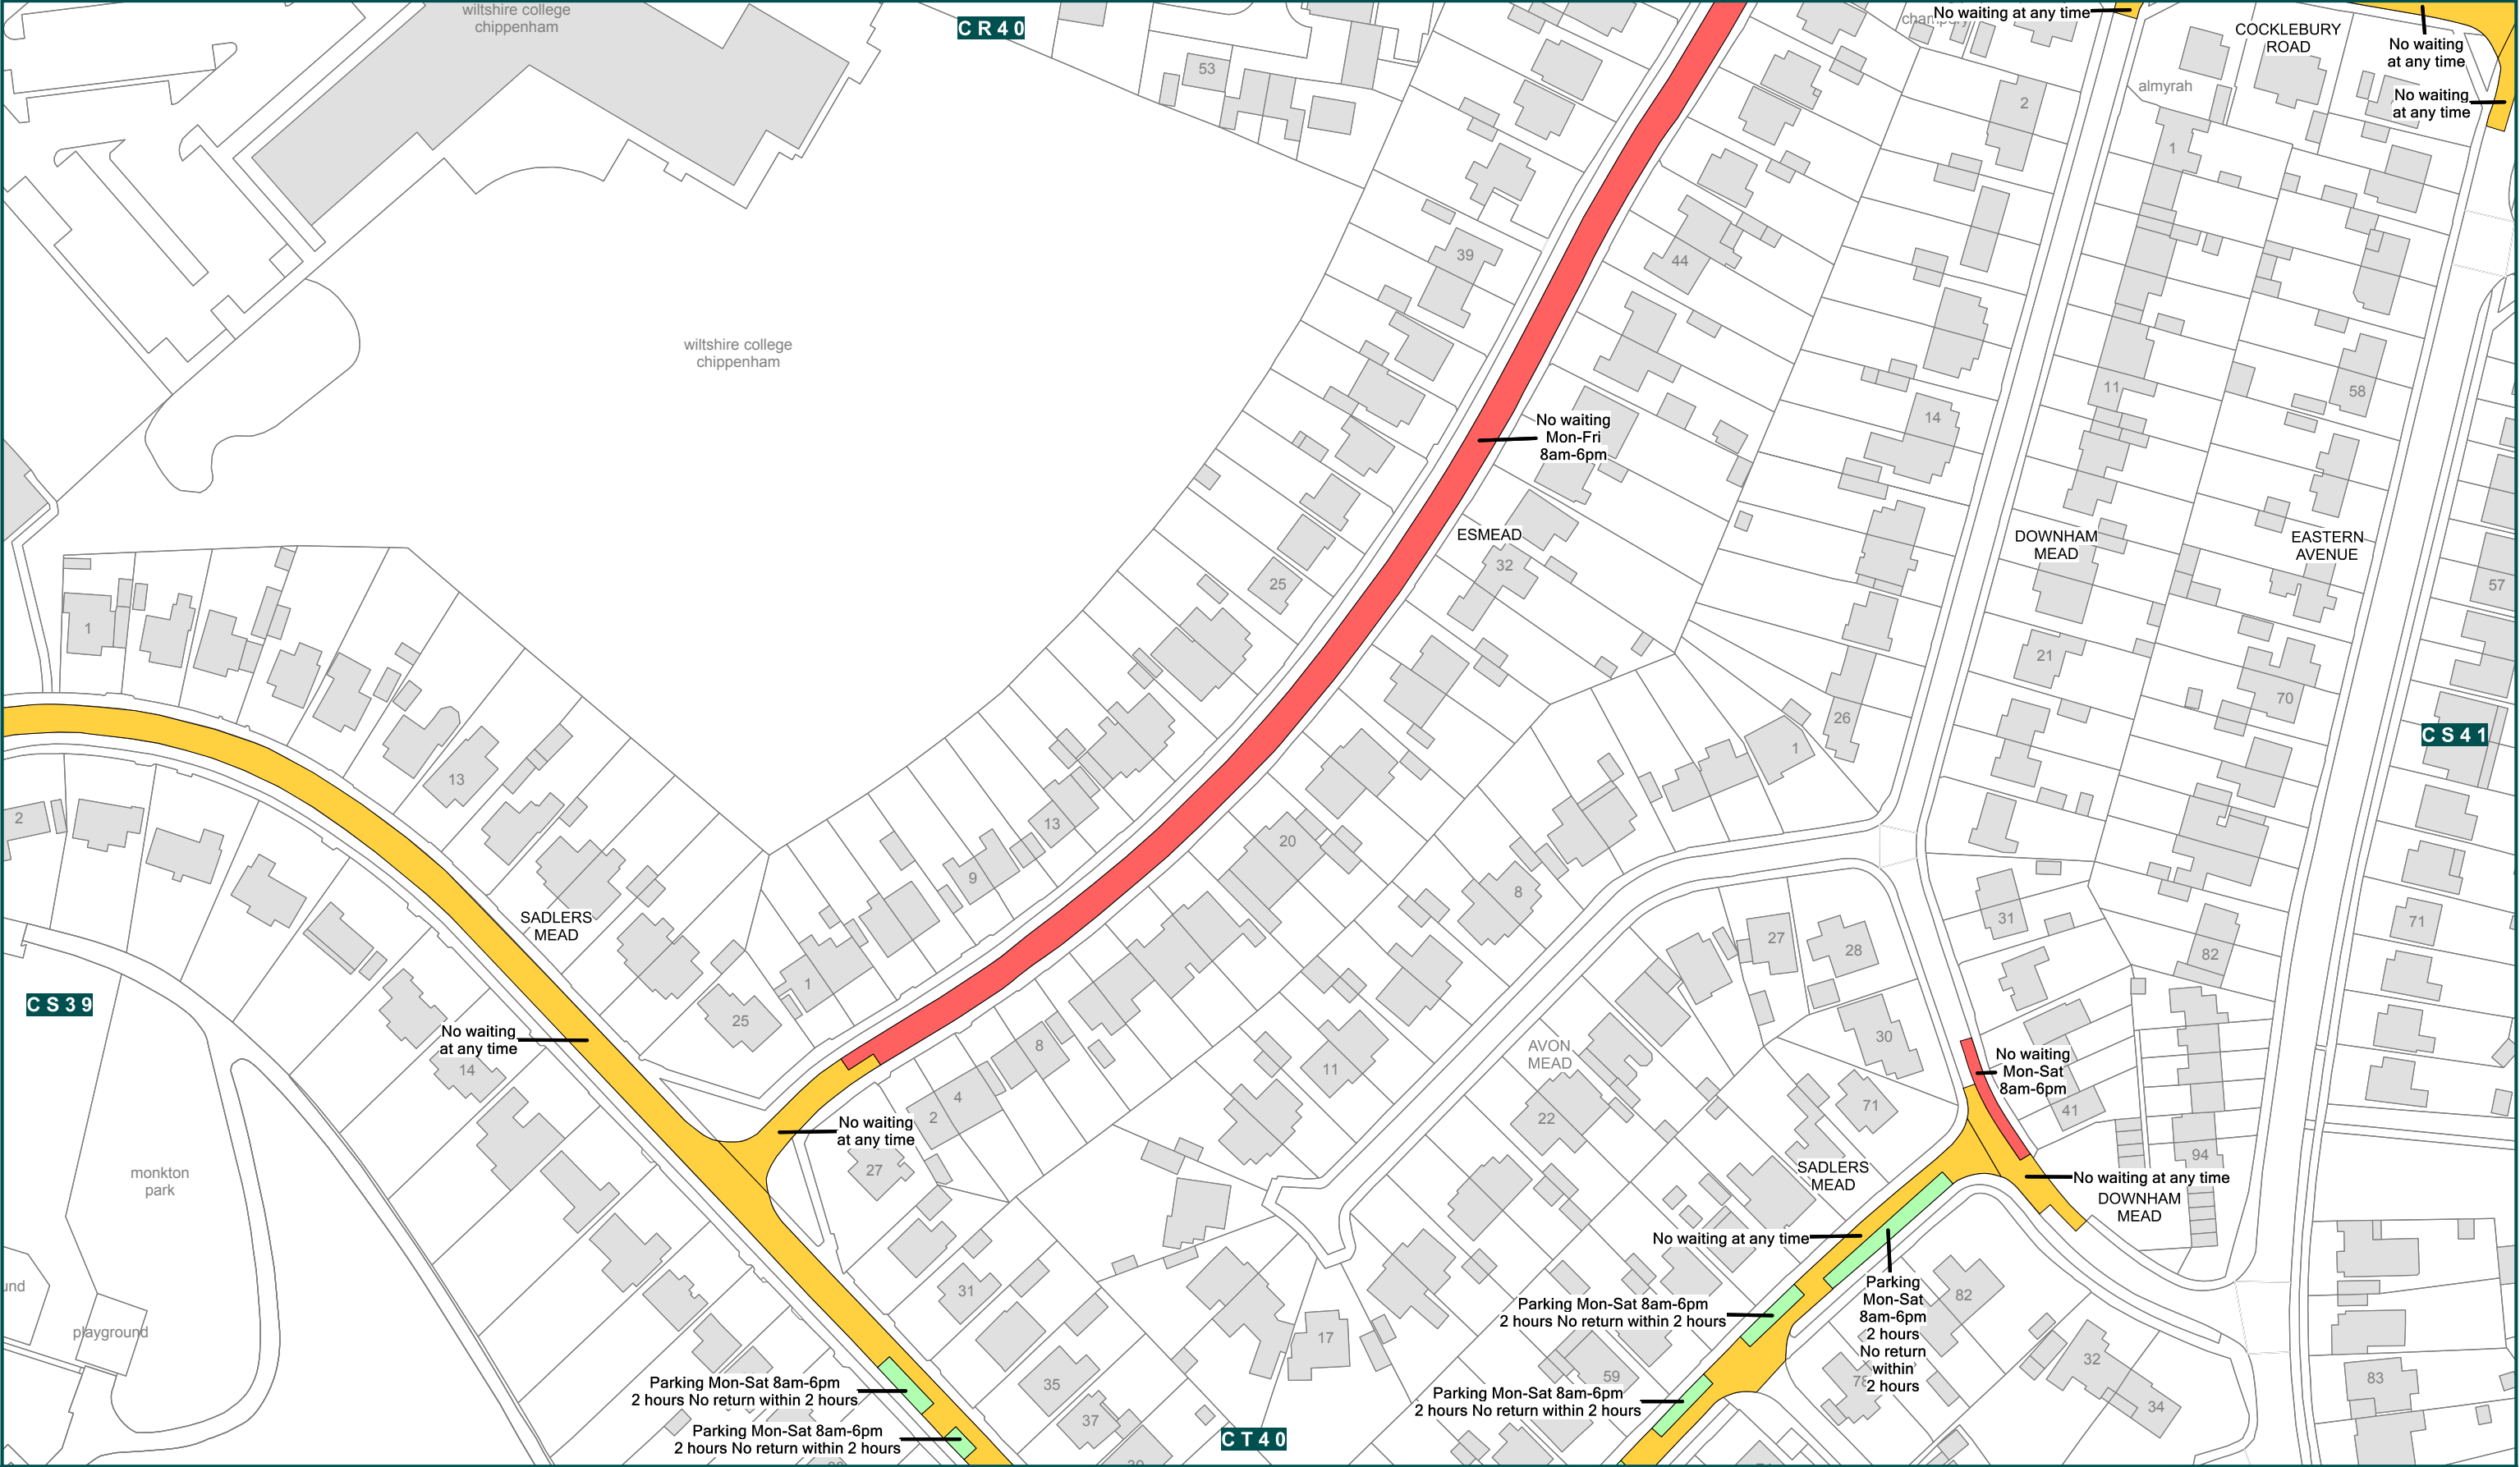 wiltshire college
chippenham
CR40
53
champery
No waiting at any time
COCKLEBURY
ROAD
No waiting
at any time
almyrah
No waiting
at any time
2
1
39
44
wiltshire college
chippenham
No waiting
Mon-Fri
8am-6pm
11
58
14
ESMEAD
32
25
DOWNHAM
MEAD
EASTERN
AVENUE
57
1
21
70
26
CS41
1
13
2
13
20
9
8
SADLERS
MEAD
31
71
27
28
82
1
25
CS39
No waiting
at any time
14
8
4
2
11
AVON
MEAD
22
30
No waiting
Mon-Sat
8am-6pm
41
71
No waiting
at any time
27
94
monkton
park
SADLERS
MEAD
No waiting at any time
DOWNHAM
MEAD
No waiting at any time
31
playground
17
Parking
Mon-Sat
8am-6pm
2 hours
No return
within
2 hours
82
Parking Mon-Sat 8am-6pm
2 hours No return within 2 hours
32
34
83
59
78
35
37
Parking Mon-Sat 8am-6pm
2 hours No return within 2 hours
Parking Mon-Sat 8am-6pm
2 hours No return within 2 hours
Parking Mon-Sat 8am-6pm
2 hours No return within 2 hours
CT40